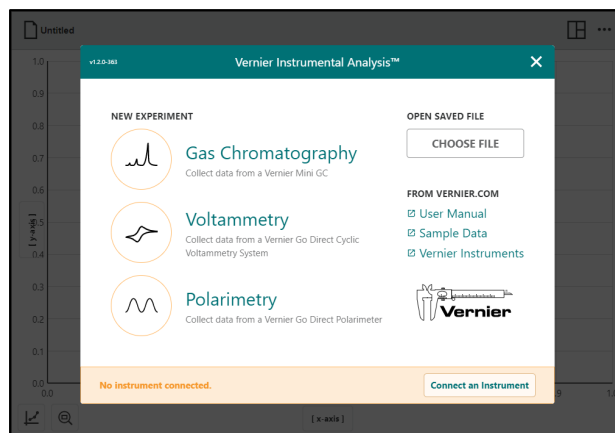 Untitled
v1.2.0-363
Vernier Instrumental Analysis™
NEW EXPERIMENT
Gas Chromatography
Collect data from a Vernier Mini GC
Voltammetry
Collect data from a Vernier Go Direct Cyclic
Voltammetry System
Polarimetry
Collect data from a Vernier Go Direct Polarimeter
OPEN SAVED FILE
CHOOSE FILE
FROM VERNIER.COM
User Manual
Sample Data
Vernier Instruments
Vernier
No instrument connected.
Connect an Instrument
1.0
0.9
0.8
0.7
0.6
0.5
[ y-axis ]
0.4
0.3
0.2
0.1
0.0
0.0
[ x-axis ]